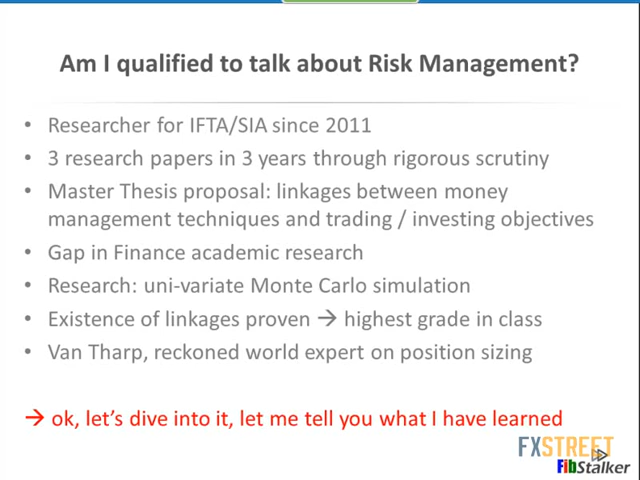 Am I qualified to talk about Risk Management?
• Researcher for IFTA/SIA since 2011
• 3 research papers in 3 years through rigorous scrutiny
• Master Thesis proposal: linkages between money
management techniques and trading / investing objectives
• Gap in Finance academic research
• Research: uni-variate Monte Carlo simulation
• Existence of linkages proven → highest grade in class
• Van Tharp, reckoned world expert on position sizing
→ ok, let’s dive into it, let me tell you what I have learned
FXSTREET
FibStalker